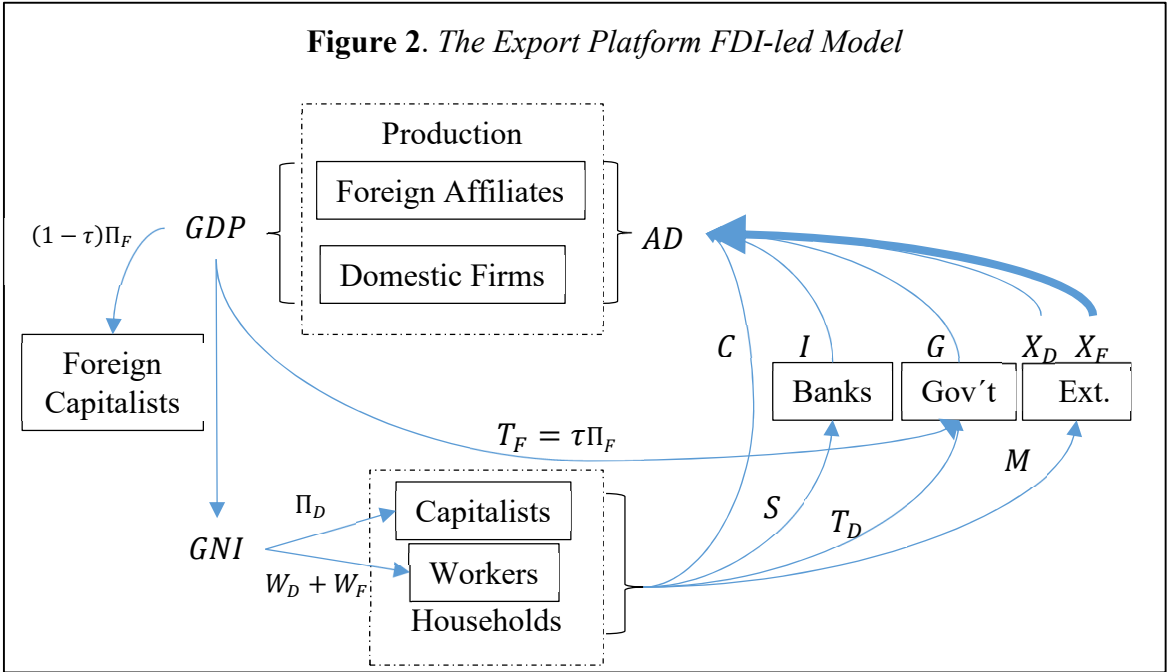 Figure 2. The Export Platform FDI-led Model
Production
Foreign Affiliates
Domestic Firms
GDP
AD
(1 − τ)Π_F
Foreign
Capitalists
C
I
G
X_D
X_F
Banks
Gov´t
Ext.
T_F = τΠ_F
M
Π_D
Capitalists
S
T_D
GNI
Workers
W_D + W_F
Households